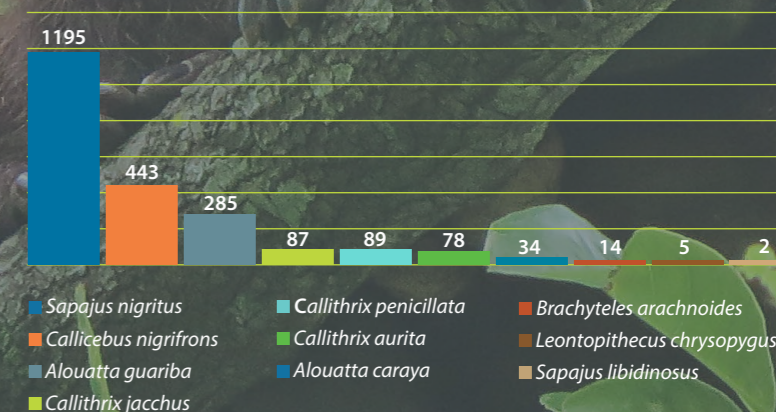 1195
443
285
87
89
78
34
14
5
2
Sapajus nigritus
Callicebus nigrifrons
Alouatta guariba
Callithrix jacchus
Callithrix penicillata
Callithrix aurita
Alouatta caraya
Brachyteles arachnoides
Leontopithecus chrysopygus
Sapajus libidinosus